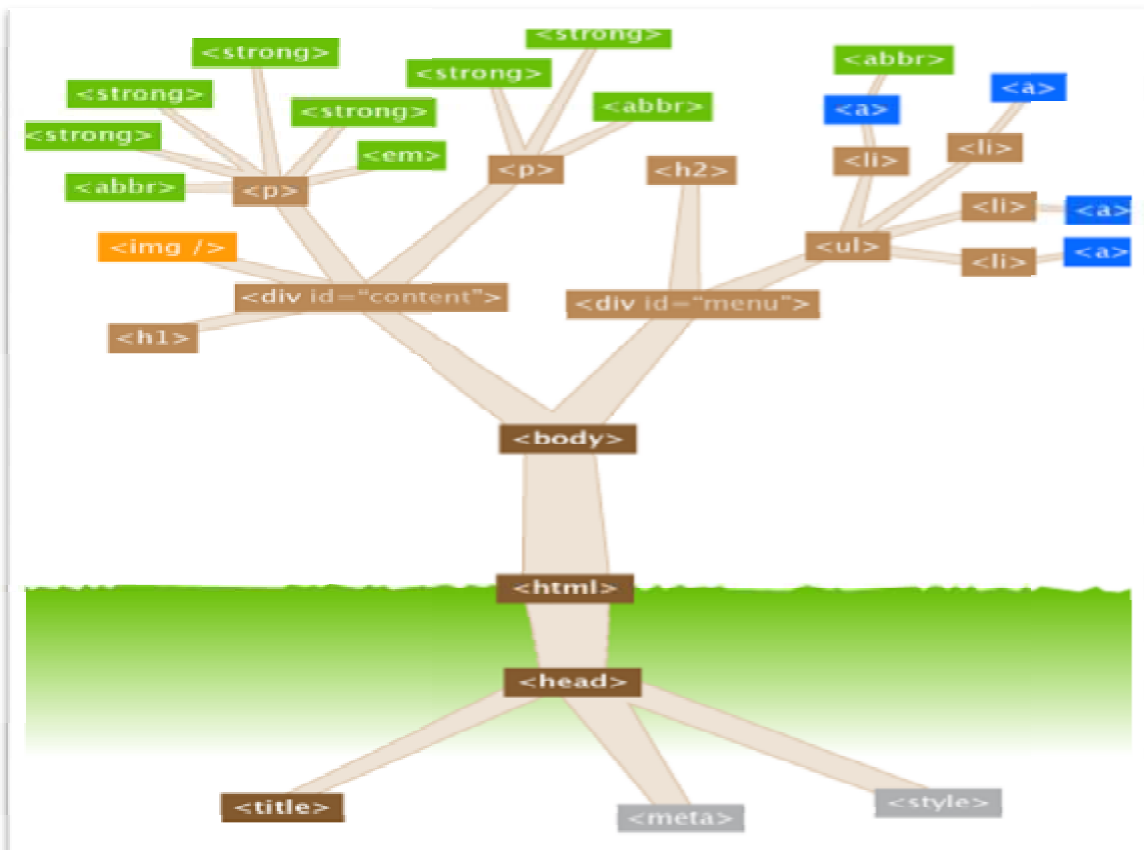 <strong>
<strong>
<abbr>
<strong>
<a>
<strong>
<abbr>
<strong>
<a>
<strong>
<li>
<em>
<li>
<p>
<h2>
<abbr>
<p>
<li>
<a>
<img />
<ul>
<a>
<li>
<div id="content">
<div id="menu">
<h1>
<body>
<html>
<head>
<title>
<style>
<meta>